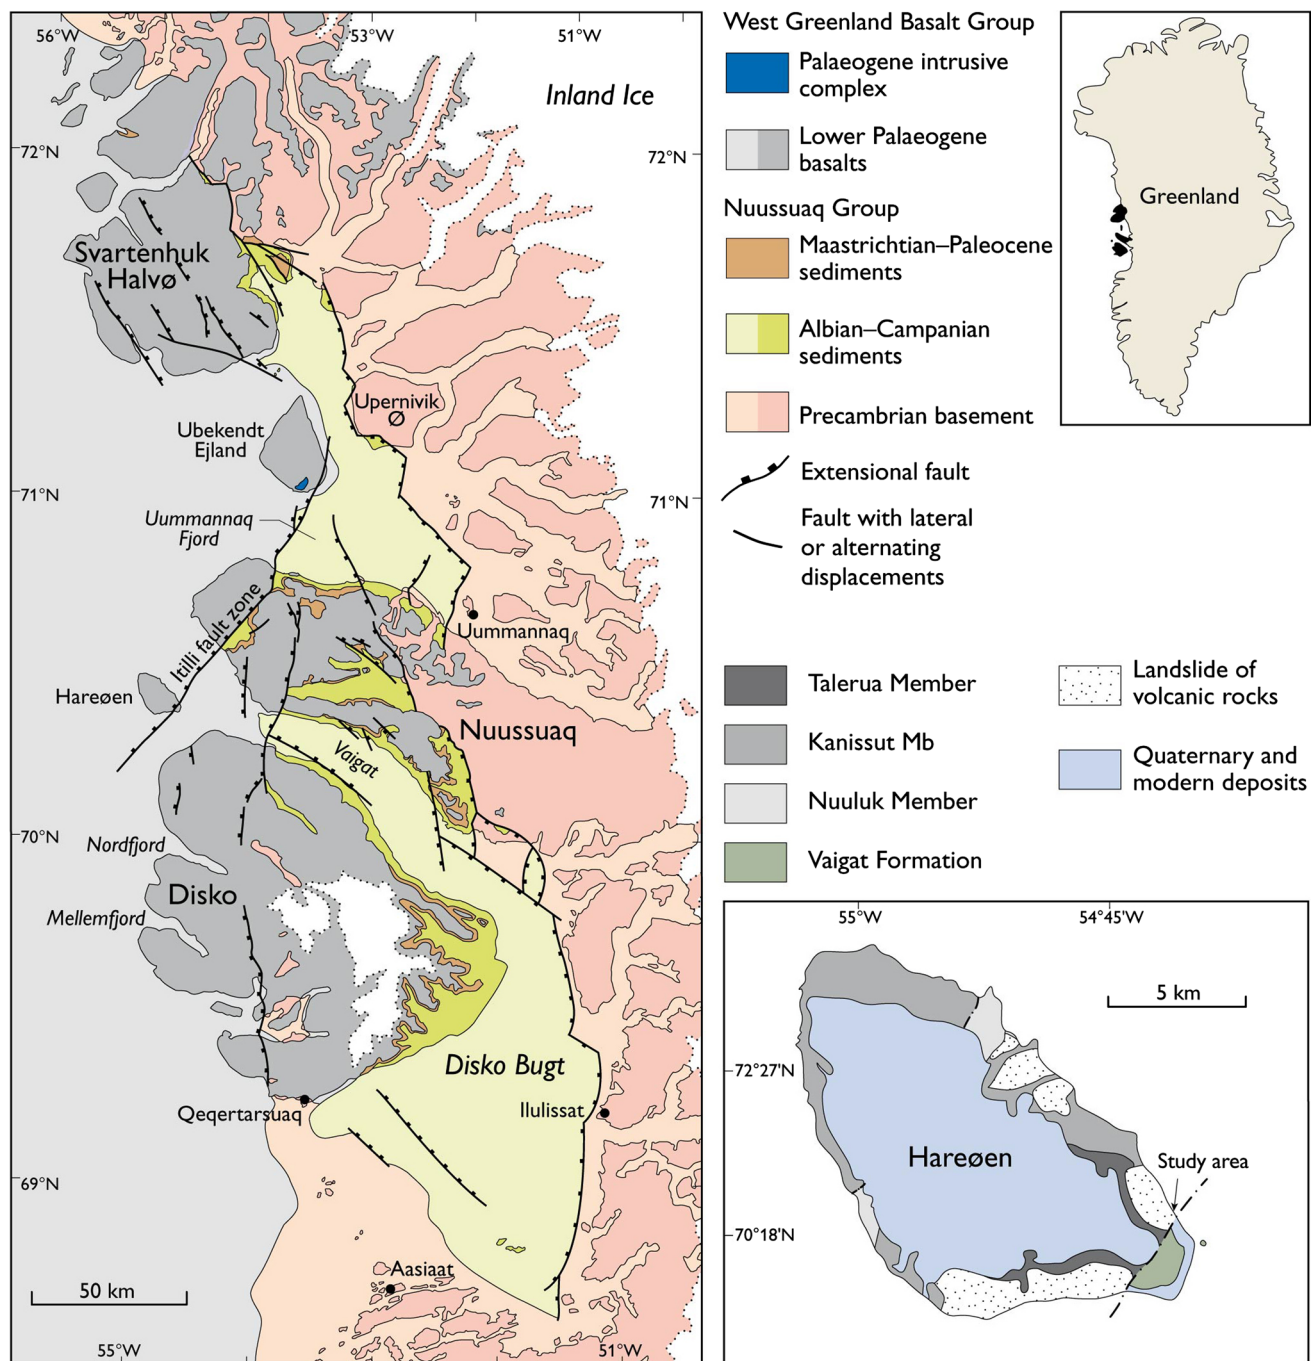 56°W
53°W
51°W
Inland Ice
72°N
72°N
Svartenhuk
Halvø
Upernivik
Ø
Ubekendt
Ejland
71°N
71°N
Uummannaq
Fjord
Itilli fault zone
Uummannaq
Hareøen
Nuussuaq
Vaigat
70°N
Nordfjord
Disko
Mellemfjord
Disko Bugt
Qeqertarsuaq
Ilulissat
69°N
Aasiaat
50 km
55°W
51°W
West Greenland Basalt Group
Palaeogene intrusive
complex
Lower Palaeogene
basalts
Nuussuaq Group
Maastrichtian–Paleocene
sediments
Albian–Campanian
sediments
Precambrian basement
Extensional fault
Fault with lateral
or alternating
displacements
Greenland
Talerua Member
Kanissut Mb
Nuuluk Member
Vaigat Formation
Landslide of
volcanic rocks
Quaternary and
modern deposits
55°W
54°45'W
5 km
72°27'N
Hareøen
Study area
70°18'N